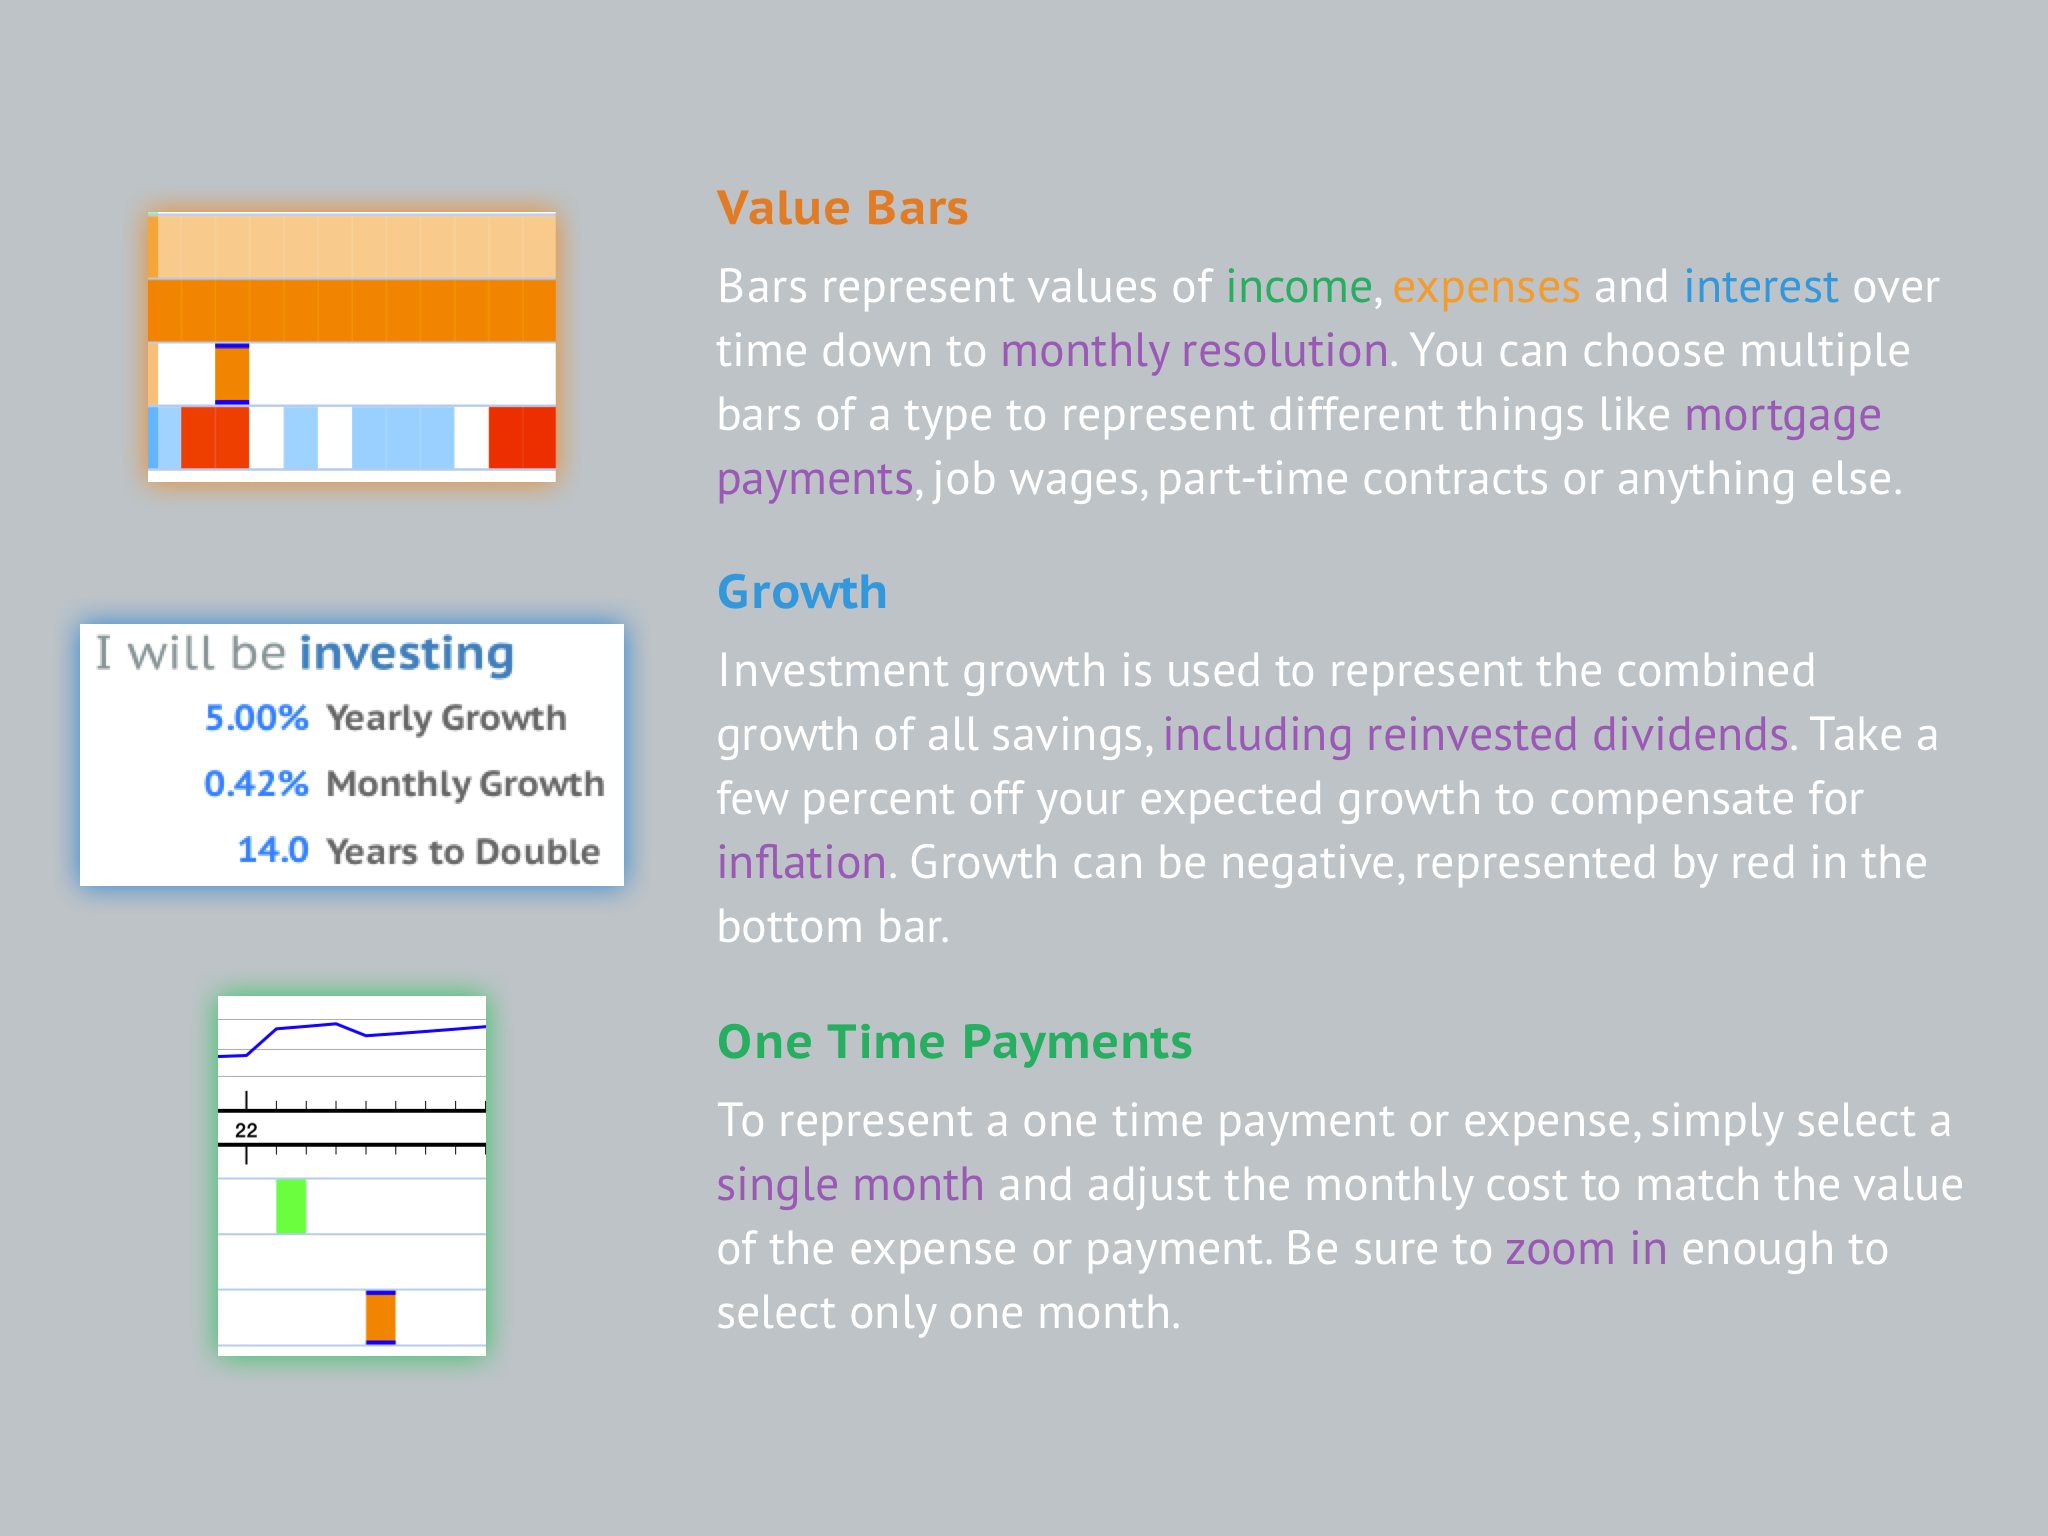 Value Bars
Bars represent values of income, expenses and interest over
time down to monthly resolution. You can choose multiple
bars of a type to represent different things like mortgage
payments, job wages, part-time contracts or anything else.
I will be investing
5.00% Yearly Growth
0.42% Monthly Growth
14.0 Years to Double
Growth
Investment growth is used to represent the combined
growth of all savings, including reinvested dividends. Take a
few percent off your expected growth to compensate for
inflation. Growth can be negative, represented by red in the
bottom bar.
22
One Time Payments
To represent a one time payment or expense, simply select a
single month and adjust the monthly cost to match the value
of the expense or payment. Be sure to zoom in enough to
select only one month.